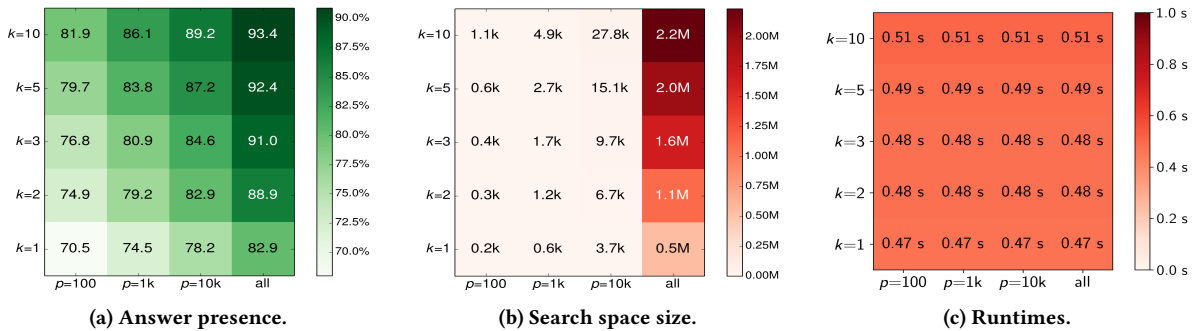 k=10 81.9 86.1 89.2 93.4
k=5 79.7 83.8 87.2 92.4
k=3 76.8 80.9 84.6 91.0
k=2 74.9 79.2 82.9 88.9
k=1 70.5 74.5 78.2 82.9
p=100 p=1k p=10k all
90.0%
87.5%
85.0%
82.5%
80.0%
77.5%
75.0%
72.5%
70.0%
(a) Answer presence.
k=10 1.1k 4.9k 27.8k 2.2M
k=5 0.6k 2.7k 15.1k 2.0M
k=3 0.4k 1.7k 9.7k 1.6M
k=2 0.3k 1.2k 6.7k 1.1M
k=1 0.2k 0.6k 3.7k 0.5M
p=100 p=1k p=10k all
2.00M
1.75M
1.50M
1.25M
1.00M
0.75M
0.50M
0.25M
0.00M
(b) Search space size.
k=10 0.51 s 0.51 s 0.51 s 0.51 s
k=5 0.49 s 0.49 s 0.49 s 0.49 s
k=3 0.48 s 0.48 s 0.48 s 0.48 s
k=2 0.48 s 0.48 s 0.48 s 0.48 s
k=1 0.47 s 0.47 s 0.47 s 0.47 s
p=100 p=1k p=10k all
1.0 s
0.8 s
0.6 s
0.4 s
0.2 s
0.0 s
(c) Runtimes.